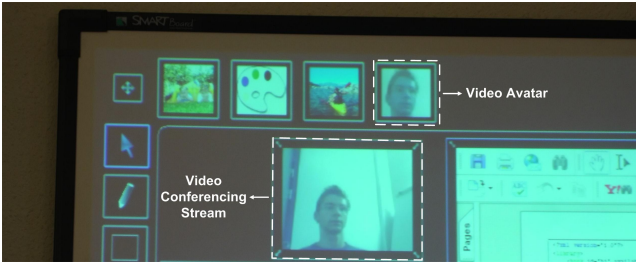 SMART Board
Video Avatar
Video
Conferencing
Stream
Pages